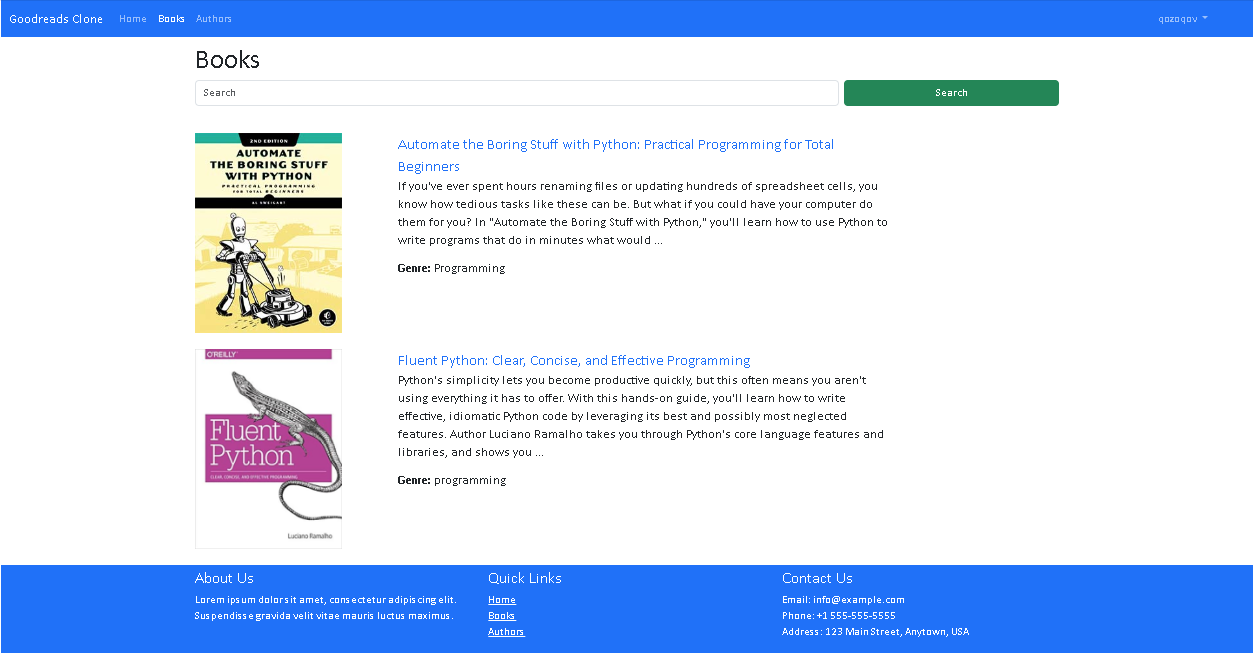 Goodreads Clone Home Books Authors qozoqov
Books
Search Search
2ND EDITION
AUTOMATE
THE BORING STUFF
WITH PYTHON
PRACTICAL PROGRAMMING
FOR TOTAL BEGINNERS
AL SWEIGART
Automate the Boring Stuff with Python: Practical Programming for Total
Beginners
If you've ever spent hours renaming files or updating hundreds of spreadsheet cells, you
know how tedious tasks like these can be. But what if you could have your computer do
them for you? In "Automate the Boring Stuff with Python," you'll learn how to use Python to
write programs that do in minutes what would ...
Genre: Programming
O'REILLY
Fluent
Python
CLEAR, CONCISE, AND EFFECTIVE PROGRAMMING
Luciano Ramalho
Fluent Python: Clear, Concise, and Effective Programming
Python's simplicity lets you become productive quickly, but this often means you aren't
using everything it has to offer. With this hands-on guide, you'll learn how to write
effective, idiomatic Python code by leveraging its best and possibly most neglected
features. Author Luciano Ramalho takes you through Python's core language features and
libraries, and shows you ...
Genre: programming
About Us
Lorem ipsum dolor sit amet, consectetur adipiscing elit.
Suspendisse gravida velit vitae mauris luctus maximus.
Quick Links
Home
Books
Authors
Contact Us
Email: info@example.com
Phone: +1 555-555-5555
Address: 123 Main Street, Anytown, USA